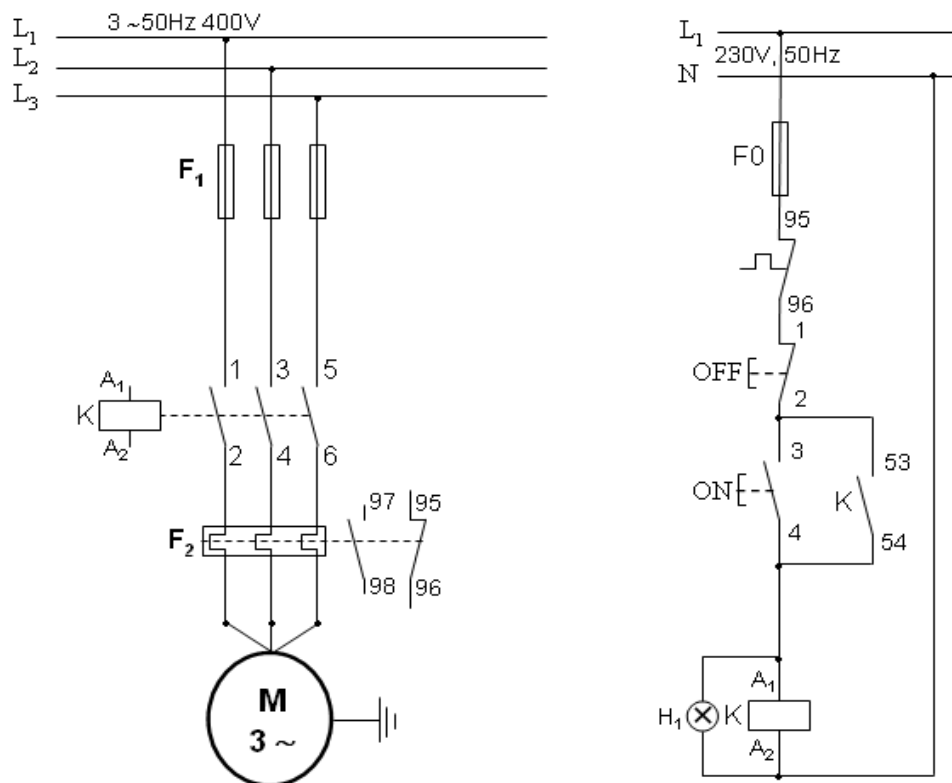 L₁ 3 ~50Hz 400V
L₂
L₃
F₁
1 3 5
A₁
K
A₂
2 4 6
97 95
F₂
98 96
M
3 ~
L₁
230V, 50Hz
N
F0
95
96
1
OFF
2
3 53
ON K
4 54
A₁
H₁ K
A₂